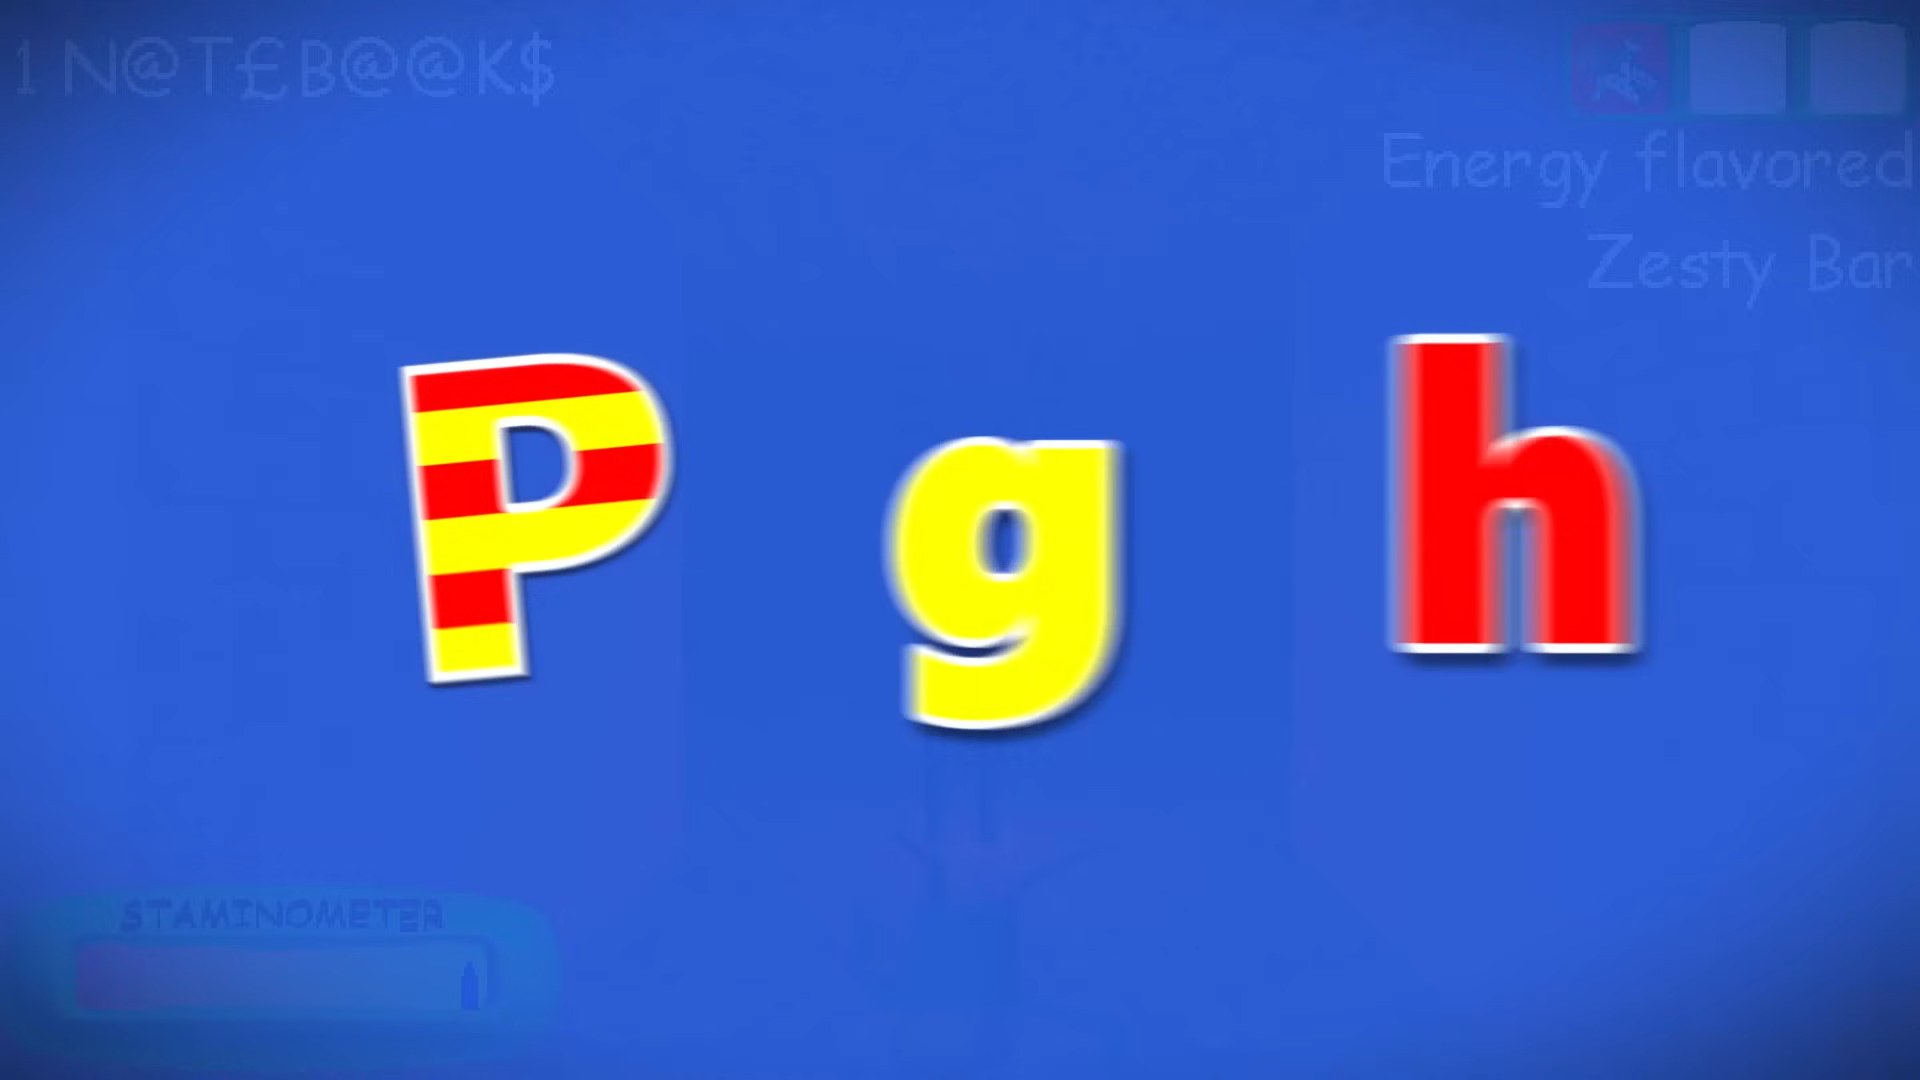 1 N@T£B@@K$
Energy flavored
Zesty Bar
P g h
STAMINOMETER